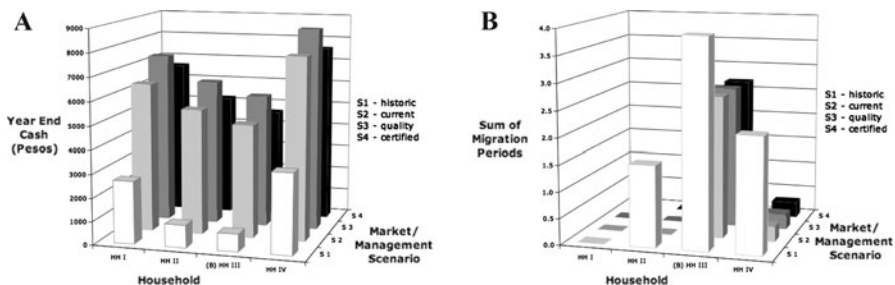 A
9000
8000
7000
6000
5000
4000
3000
2000
1000
0
Year End
Cash
(Pesos)
HH I
HH II
(B) HH III
HH IV
Household
S 1
S 2
S 3
S 4
Market/
Management
Scenario
S1 - historic
S2 - current
S3 - quality
S4 - certified
B
4.0
3.5
3.0
2.5
2.0
1.5
1.0
0.5
0.0
Sum of
Migration
Periods
HH I
HH II
(B) HH III
HH IV
Household
S 1
S 2
S 3
S 4
Market/
Management
Scenario
S1 - historic
S2 - current
S3 - quality
S4 - certified